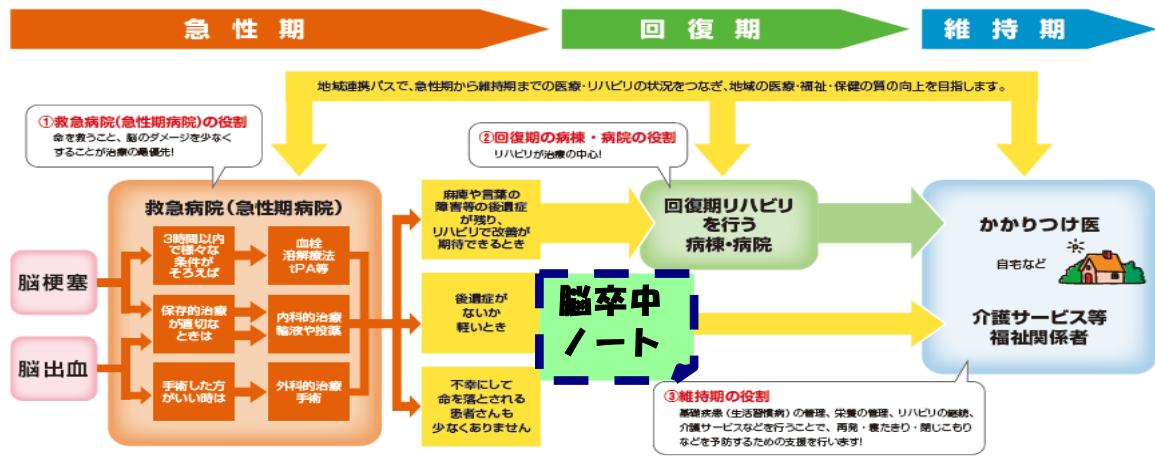 急性期
回復期
維持期
地域連携パスで、急性期から維持期までの医療・リハビリの状況をつなぎ、地域の医療・福祉・保健の質の向上を目指します。
①救急病院(急性期病院)の役割
命を救うこと、脳のダメージを少なく
することが治療の最優先!
②回復期の病棟・病院の役割
リハビリが治療の中心!
救急病院(急性期病院)
脳梗塞
脳出血
3時間以内
で様々な
条件が
そろえば
血栓
溶解療法
tPA等
保存的治療
が適切な
ときは
内科的治療
輸液や投薬
手術した方
がいい時は
外科的治療
手術
麻痺や言葉の
障害等の後遺症
が残り、
リハビリで改善が
期待できるとき
後遺症が
ないか
軽いとき
不幸にして
命を落とされる
患者さんも
少なくありません
脳卒中
ノート
回復期リハビリ
を行う
病棟・病院
かかりつけ医
自宅など
介護サービス等
福祉関係者
③維持期の役割
基礎疾患(生活習慣病)の管理、栄養の管理、リハビリの継続、
介護サービスなどを行うことで、再発・寝たきり・閉じこもり
などを予防するための支援を行います!